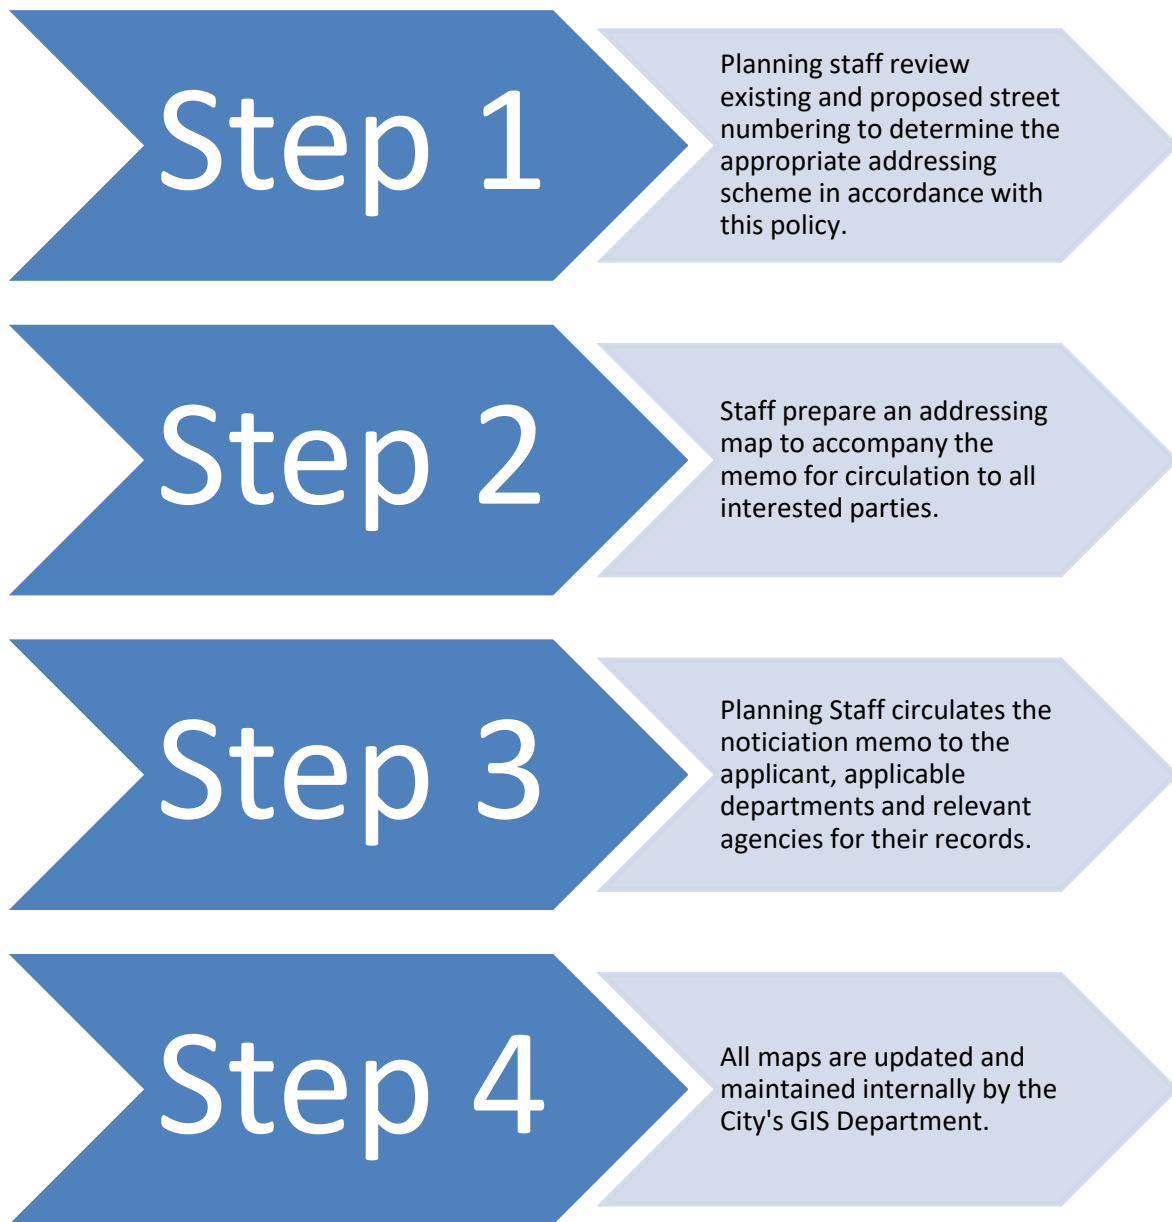 Step 1
Planning staff review
existing and proposed street
numbering to determine the
appropriate addressing
scheme in accordance with
this policy.
Step 2
Staff prepare an addressing
map to accompany the
memo for circulation to all
interested parties.
Step 3
Planning Staff circulates the
noticiation memo to the
applicant, applicable
departments and relevant
agencies for their records.
Step 4
All maps are updated and
maintained internally by the
City's GIS Department.